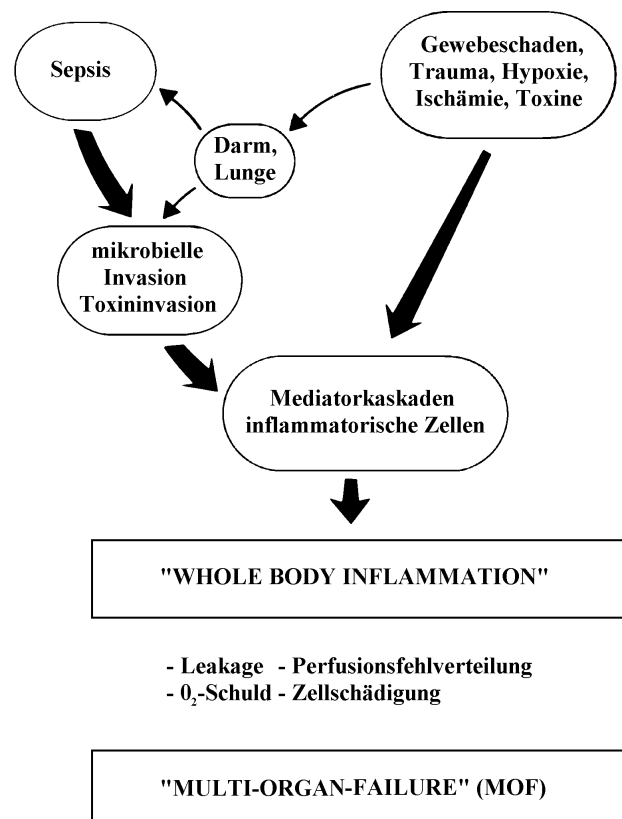 Sepsis
Gewebeschaden,
Trauma, Hypoxie,
Ischämie, Toxine
Darm,
Lunge
mikrobielle
Invasion
Toxininvasion
Mediatorkaskaden
inflammatorische Zellen
"WHOLE BODY INFLAMMATION"
- Leakage - Perfusionsfehlverteilung
- 0₂-Schuld - Zellschädigung
"MULTI-ORGAN-FAILURE" (MOF)